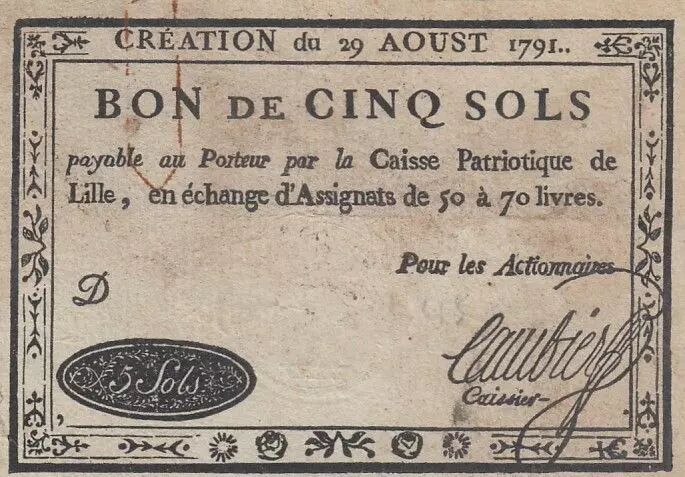 CRÉATION du 29 AOUST 1791..
BON DE CINQ SOLS
payable au Porteur par la Caisse Patriotique de
Lille, en échange d'Assignats de 50 à 70 livres.
Pour les Actionnaires
D
5 Sols
Caissier